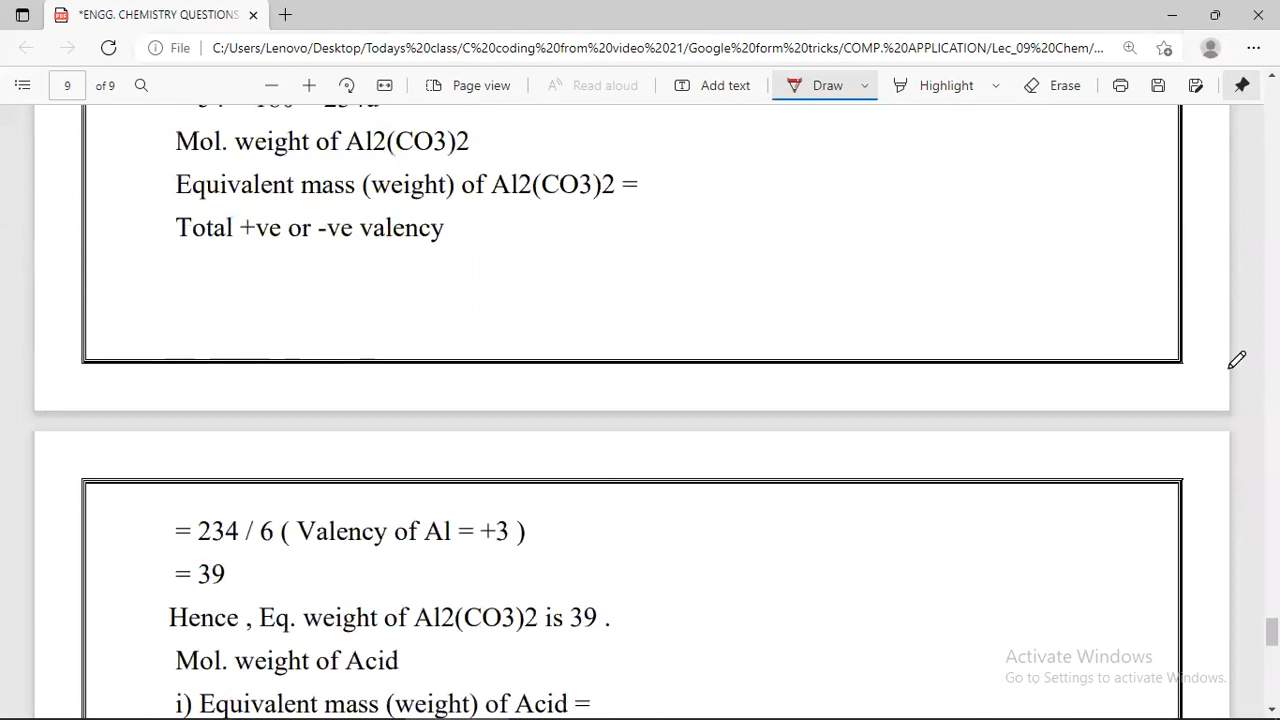 *ENGG. CHEMISTRY QUESTIONS
File
C:/Users/Lenovo/Desktop/Todays%20class/C%20coding%20from%20video%202021/Google%20form%20tricks/COMP.%20APPLICATION/Lec_09%20Chem/...
9 of 9
Page view
Read aloud
Add text
Draw
Highlight
Erase
Mol. weight of Al2(CO3)2
Equivalent mass (weight) of Al2(CO3)2 =
Total +ve or -ve valency
= 234 / 6 ( Valency of Al = +3 )
= 39
Hence , Eq. weight of Al2(CO3)2 is 39 .
Mol. weight of Acid
i) Equivalent mass (weight) of Acid =
Activate Windows
Go to Settings to activate Windows.